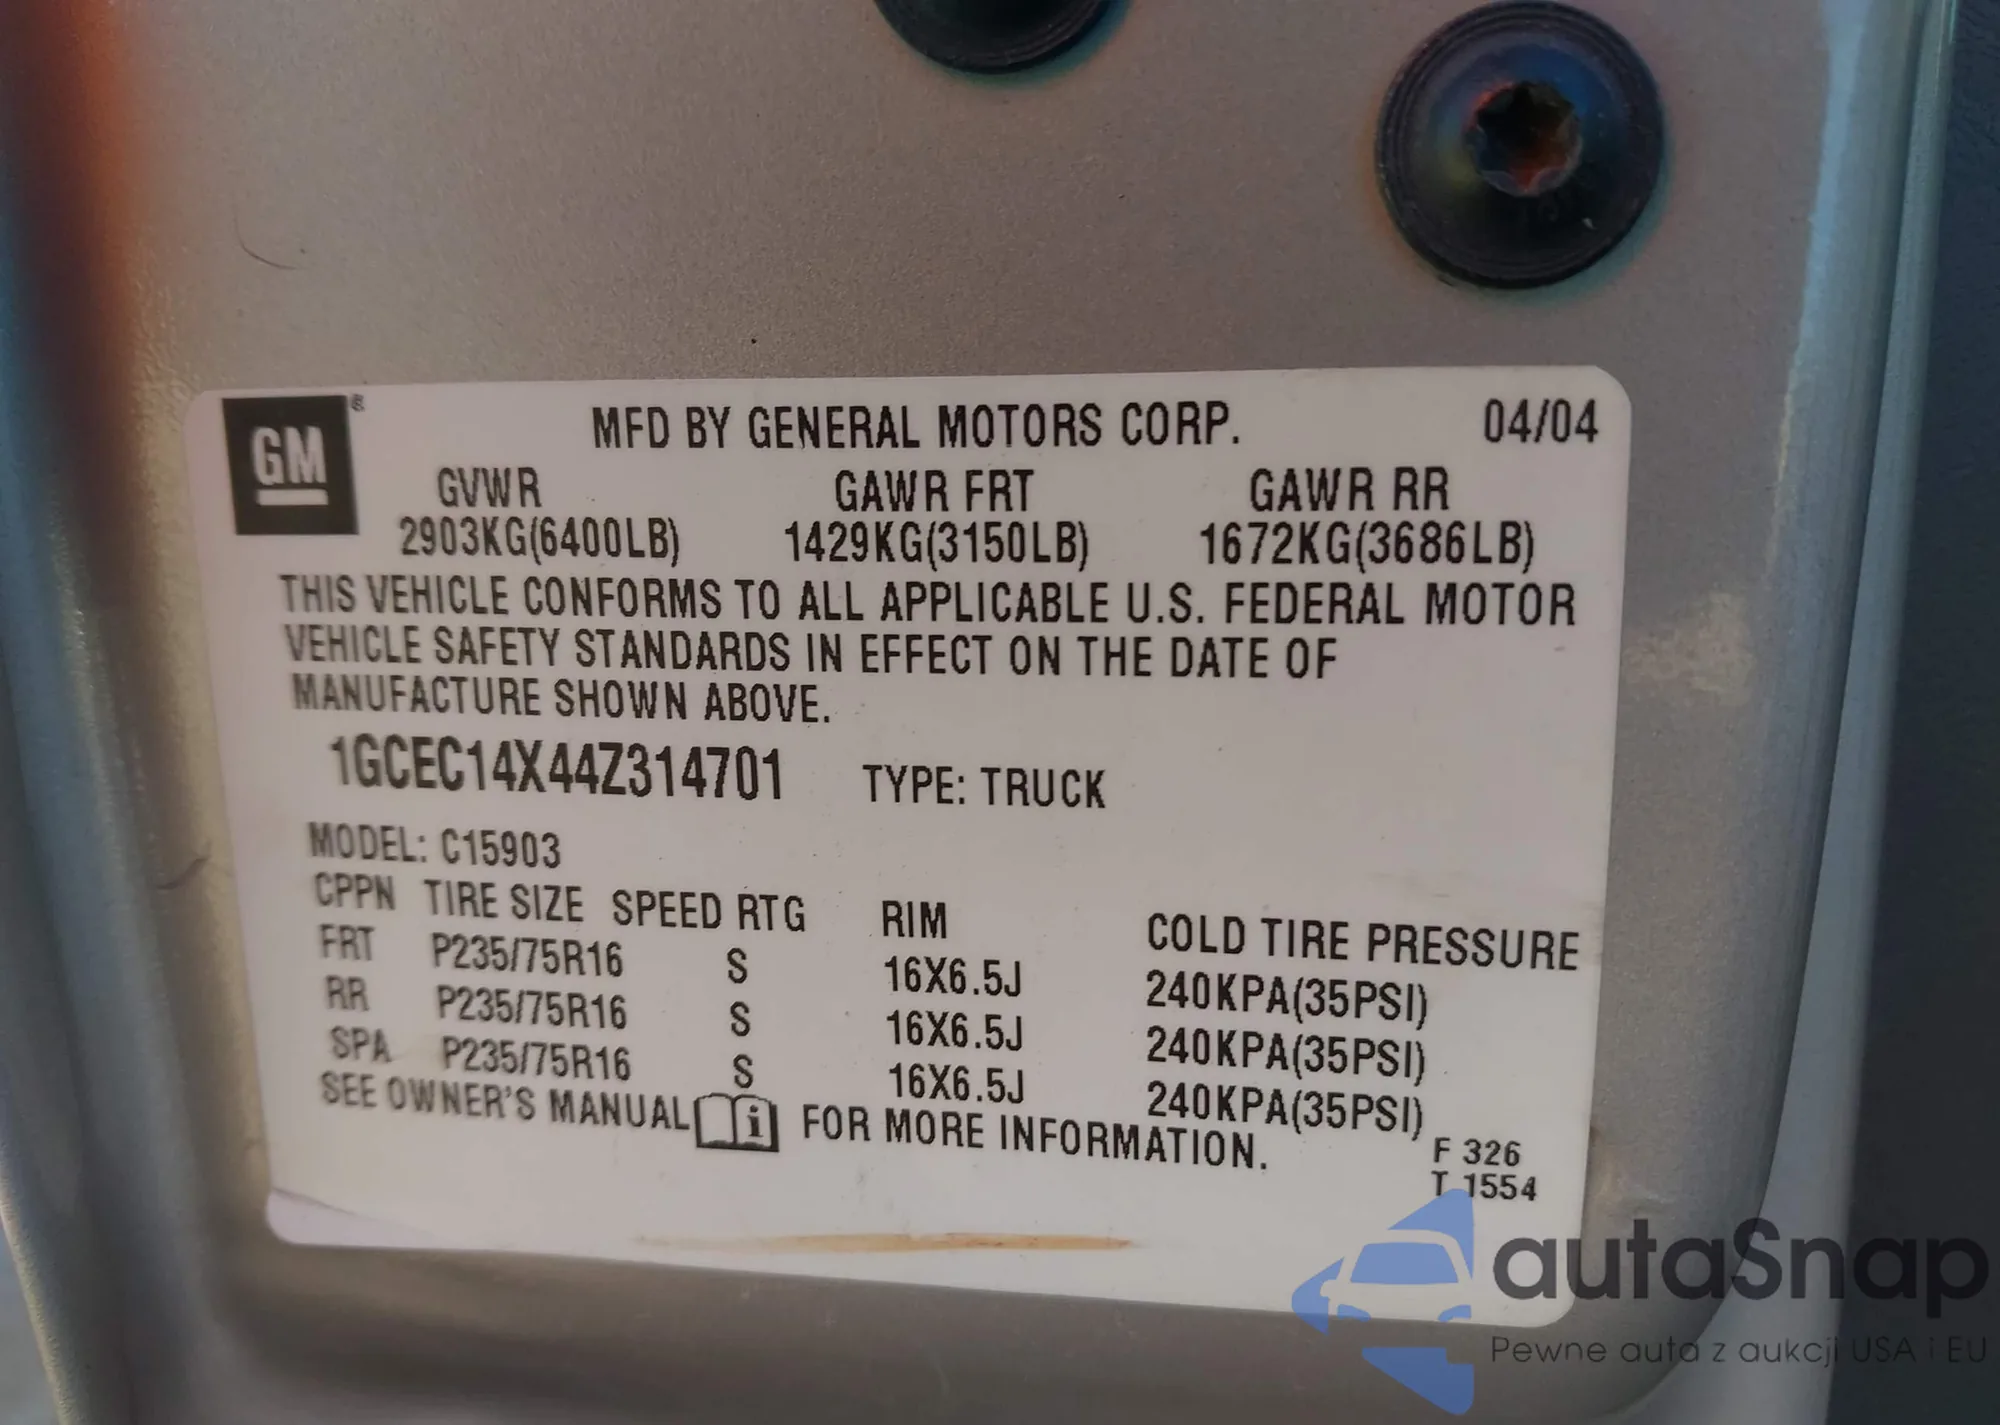 GM ® MFD BY GENERAL MOTORS CORP. 04/04
GVWR GAWR FRT GAWR RR
2903KG(6400LB) 1429KG(3150LB) 1672KG(3686LB)
THIS VEHICLE CONFORMS TO ALL APPLICABLE U.S. FEDERAL MOTOR
VEHICLE SAFETY STANDARDS IN EFFECT ON THE DATE OF
MANUFACTURE SHOWN ABOVE.
1GCEC14X44Z314701 TYPE: TRUCK
MODEL: C15903
CPPN TIRE SIZE SPEED RTG RIM COLD TIRE PRESSURE
FRT P235/75R16 S 16X6.5J 240KPA(35PSI)
RR P235/75R16 S 16X6.5J 240KPA(35PSI)
SPA P235/75R16 S 16X6.5J 240KPA(35PSI)
SEE OWNER'S MANUAL i FOR MORE INFORMATION.
F 326
T 1554
autaSnap
Pewne auta z aukcji USA i EU